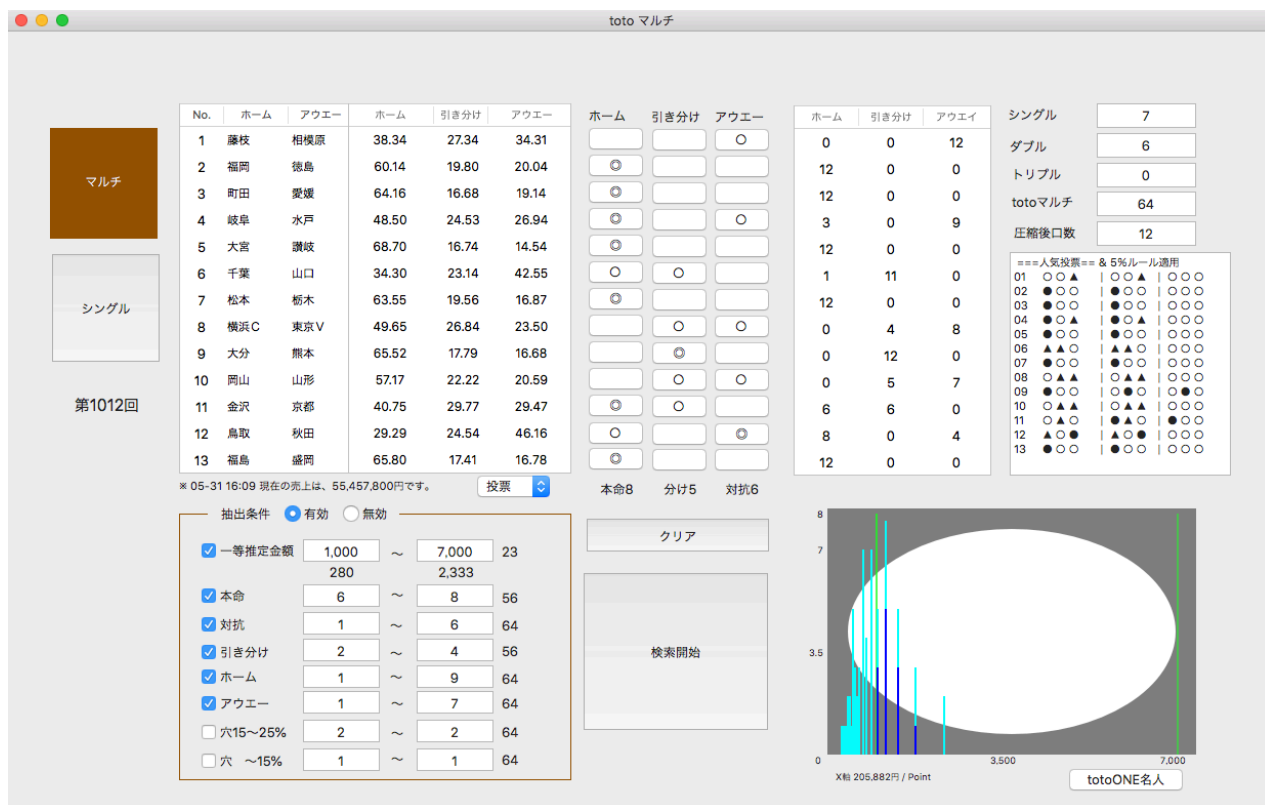 toto マルチ
マルチ
シングル
第1012回
No. ホーム アウエー ホーム 引き分け アウエー
1 藤枝 相模原 38.34 27.34 34.31
2 福岡 徳島 60.14 19.80 20.04
3 町田 愛媛 64.16 16.68 19.14
4 岐阜 水戸 48.50 24.53 26.94
5 大宮 讃岐 68.70 16.74 14.54
6 千葉 山口 34.30 23.14 42.55
7 松本 栃木 63.55 19.56 16.87
8 横浜C 東京V 49.65 26.84 23.50
9 大分 熊本 65.52 17.79 16.68
10 岡山 山形 57.17 22.22 20.59
11 金沢 京都 40.75 29.77 29.47
12 鳥取 秋田 29.29 24.54 46.16
13 福島 盛岡 65.80 17.41 16.78
※ 05-31 16:09 現在の売上は、55,457,800円です。
投票
ホーム 引き分け アウエー
○
◎
◎
◎ ○
◎
○ ○
◎
○ ○
◎
○ ○
◎ ○
○ ◎
◎
本命8 分け5 対抗6
ホーム 引き分け アウエイ
0 0 12
12 0 0
12 0 0
3 0 9
12 0 0
1 11 0
12 0 0
0 4 8
0 12 0
0 5 7
6 6 0
8 0 4
12 0 0
シングル 7
ダブル 6
トリプル 0
totoマルチ 64
圧縮後口数 12
===人気投票== & 5%ルール適用
01 ○○▲ | ○○▲ | ○○○
02 ●○○ | ●○○ | ○○○
03 ●○○ | ●○○ | ○○○
04 ●○▲ | ●○▲ | ○○○
05 ●○○ | ●○○ | ○○○
06 ▲▲○ | ▲▲○ | ○○○
07 ●○○ | ●○○ | ○○○
08 ○▲▲ | ○▲▲ | ○○○
09 ●○○ | ○●○ | ○●○
10 ○▲▲ | ○▲▲ | ○○○
11 ○▲○ | ●▲○ | ●○○
12 ▲○● | ▲○● | ○○○
13 ●○○ | ●○○ | ○○○
抽出条件 有効 無効
一等推定金額 1,000 〜 7,000 23
280 2,333
本命 6 〜 8 56
対抗 1 〜 6 64
引き分け 2 〜 4 56
ホーム 1 〜 9 64
アウエー 1 〜 7 64
穴15〜25% 2 〜 2 64
穴 〜15% 1 〜 1 64
クリア
検索開始
8
7
3.5
0 3,500 7,000
X軸 205,882円 / Point
totoONE名人